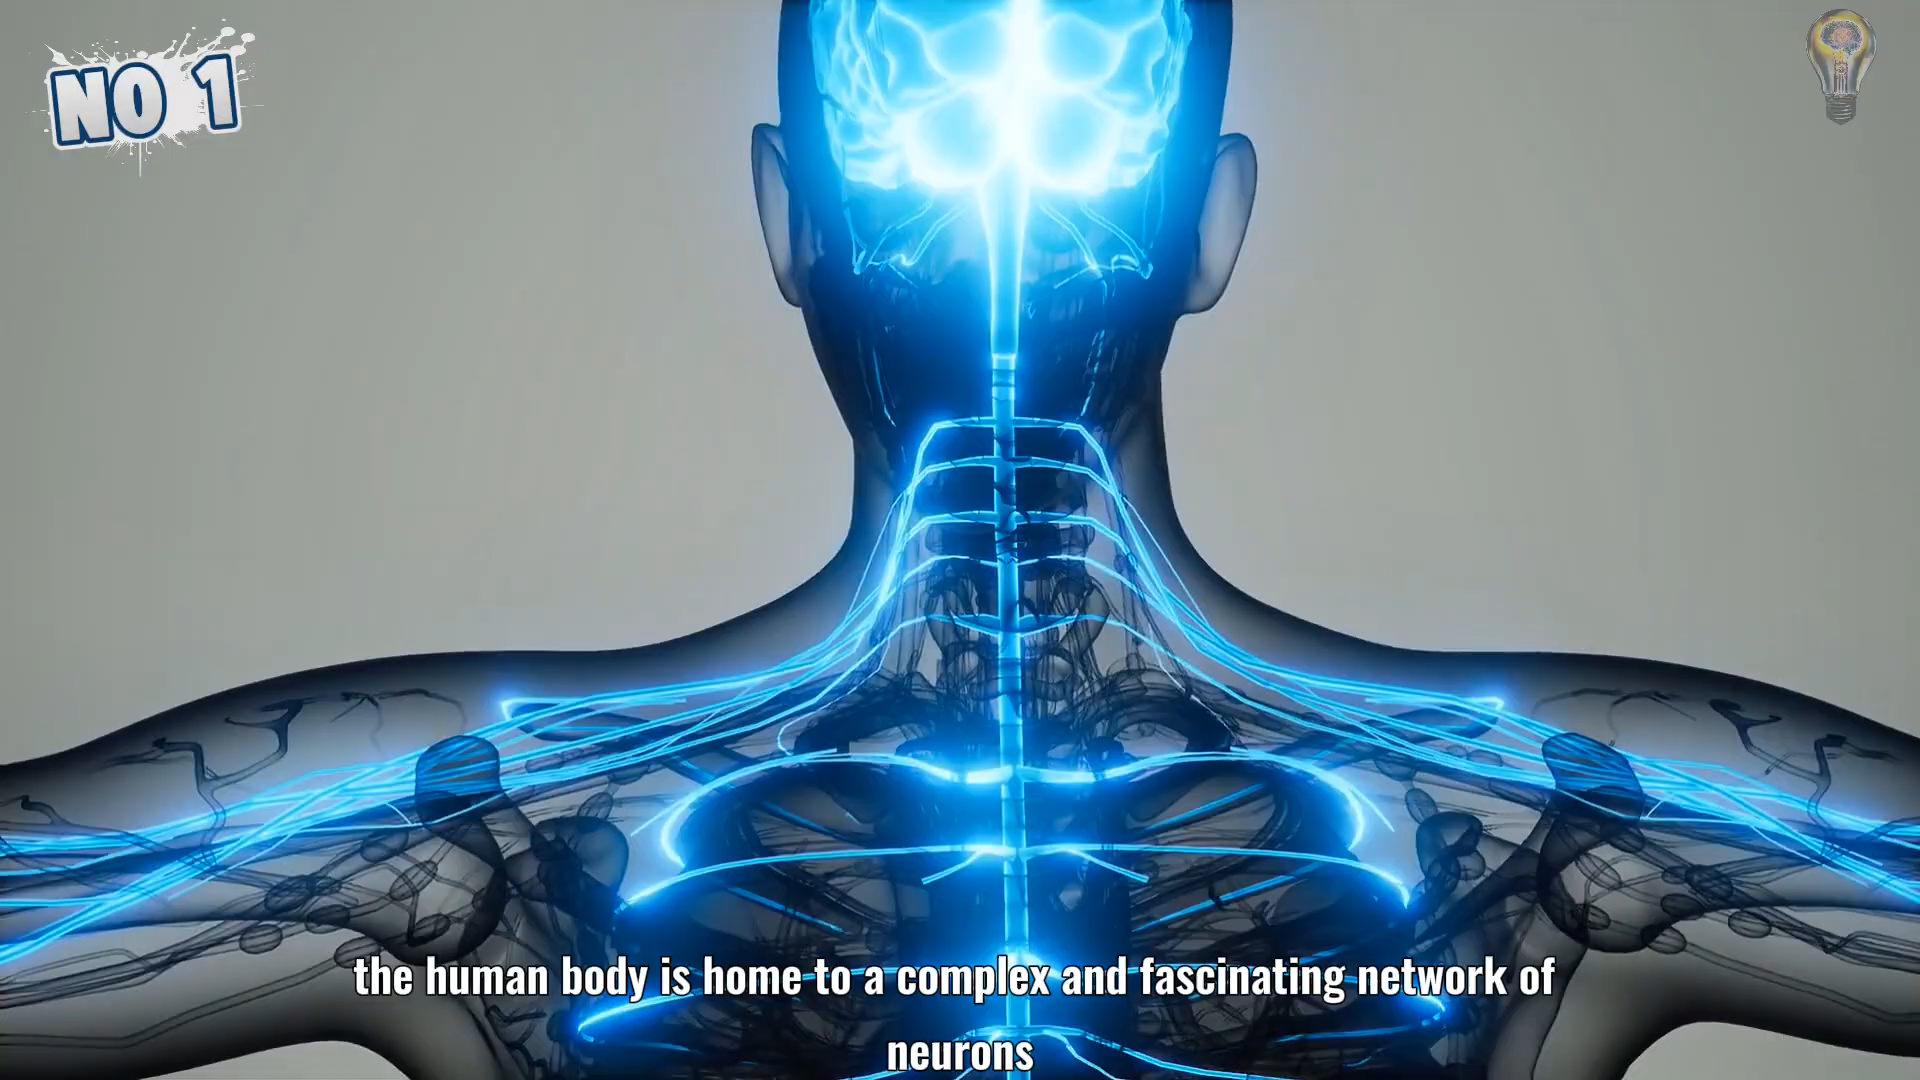 NO 1
the human body is home to a complex and fascinating network of
neurons